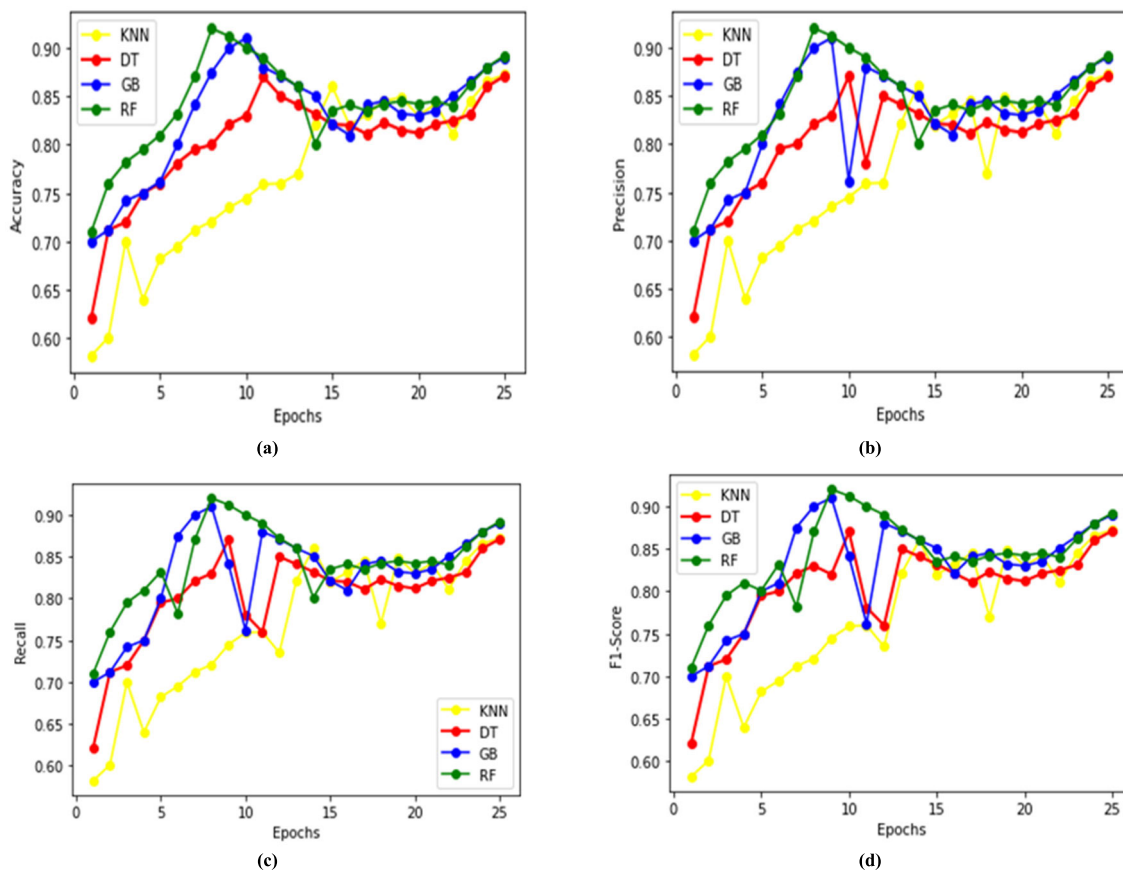 KNN
DT
GB
RF
0.90
0.85
0.80
0.75
0.70
0.65
0.60
Accuracy
0 5 10 15 20 25
Epochs
(a)
KNN
DT
GB
RF
0.90
0.85
0.80
0.75
0.70
0.65
0.60
Precision
0 5 10 15 20 25
Epochs
(b)
0.90
0.85
0.80
0.75
0.70
0.65
0.60
Recall
KNN
DT
GB
RF
0 5 10 15 20 25
Epochs
(c)
KNN
DT
GB
RF
0.90
0.85
0.80
0.75
0.70
0.65
0.60
F1-Score
0 5 10 15 20 25
Epochs
(d)